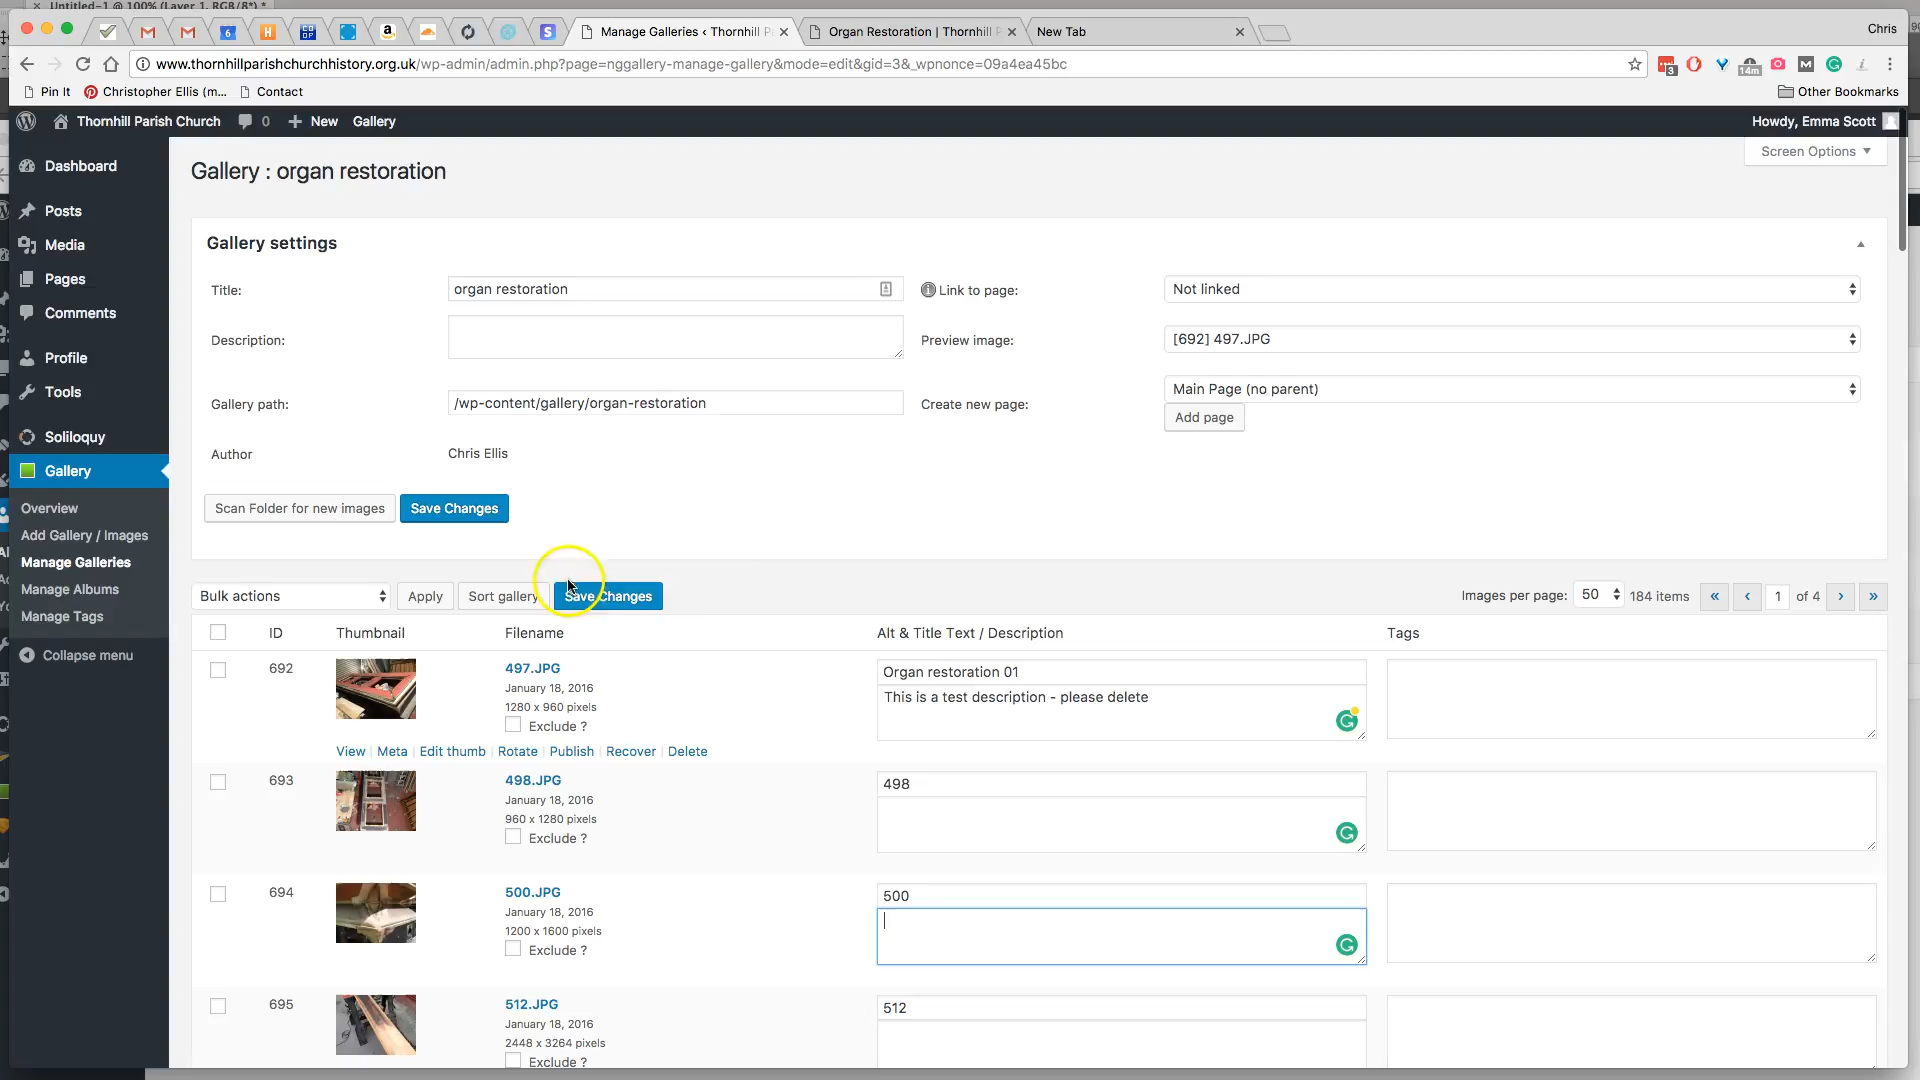 Untitled-1 @ 100% (Layer 1, RGB/8*) *
Manage Galleries ‹ Thornhill P
Organ Restoration | Thornhill P
New Tab
Chris
www.thornhillparishchurchhistory.org.uk/wp-admin/admin.php?page=nggallery-manage-gallery&mode=edit&gid=3&_wpnonce=09a4ea45bc
3
14m
Pin It
Christopher Ellis (m...
Contact
Other Bookmarks
Thornhill Parish Church
0
New
Gallery
Howdy, Emma Scott
Dashboard
Posts
Media
Pages
Comments
Profile
Tools
Soliloquy
Gallery
Overview
Add Gallery / Images
Manage Galleries
Manage Albums
Manage Tags
Collapse menu
Screen Options
Gallery : organ restoration
Gallery settings
Title:
organ restoration
Link to page:
Not linked
Description:
Preview image:
[692] 497.JPG
Gallery path:
/wp-content/gallery/organ-restoration
Create new page:
Main Page (no parent)
Add page
Author
Chris Ellis
Scan Folder for new images
Save Changes
Bulk actions
Apply
Sort gallery
Save Changes
Images per page:
50
184 items
«
‹
1
of 4
›
»
ID
Thumbnail
Filename
Alt & Title Text / Description
Tags
692
497.JPG
January 18, 2016
1280 x 960 pixels
Exclude ?
Organ restoration 01
This is a test description - please delete
View | Meta | Edit thumb | Rotate | Publish | Recover | Delete
693
498.JPG
January 18, 2016
960 x 1280 pixels
Exclude ?
498
694
500.JPG
January 18, 2016
1200 x 1600 pixels
Exclude ?
500
695
512.JPG
January 18, 2016
2448 x 3264 pixels
Exclude ?
512